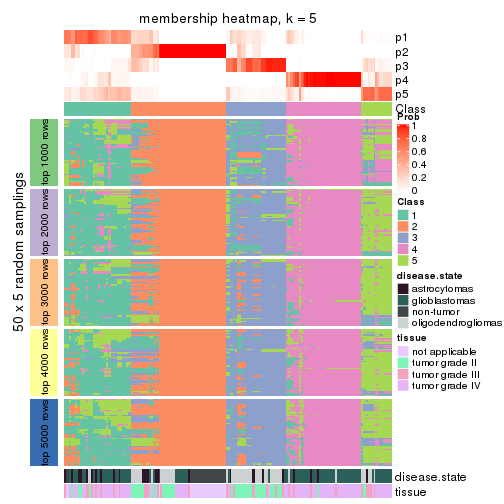 membership heatmap, k = 5
p1
p2
p3
p4
p5
Class
Prob
1
0.8
0.6
0.4
0.2
0
Class
1
2
3
4
5
disease.state
astrocytomas
glioblastomas
non-tumor
oligodendrogliomas
tissue
not applicable
tumor grade II
tumor grade III
tumor grade IV
50 x 5 random samplings
top 1000 rows
top 2000 rows
top 3000 rows
top 4000 rows
top 5000 rows
disease.state
tissue